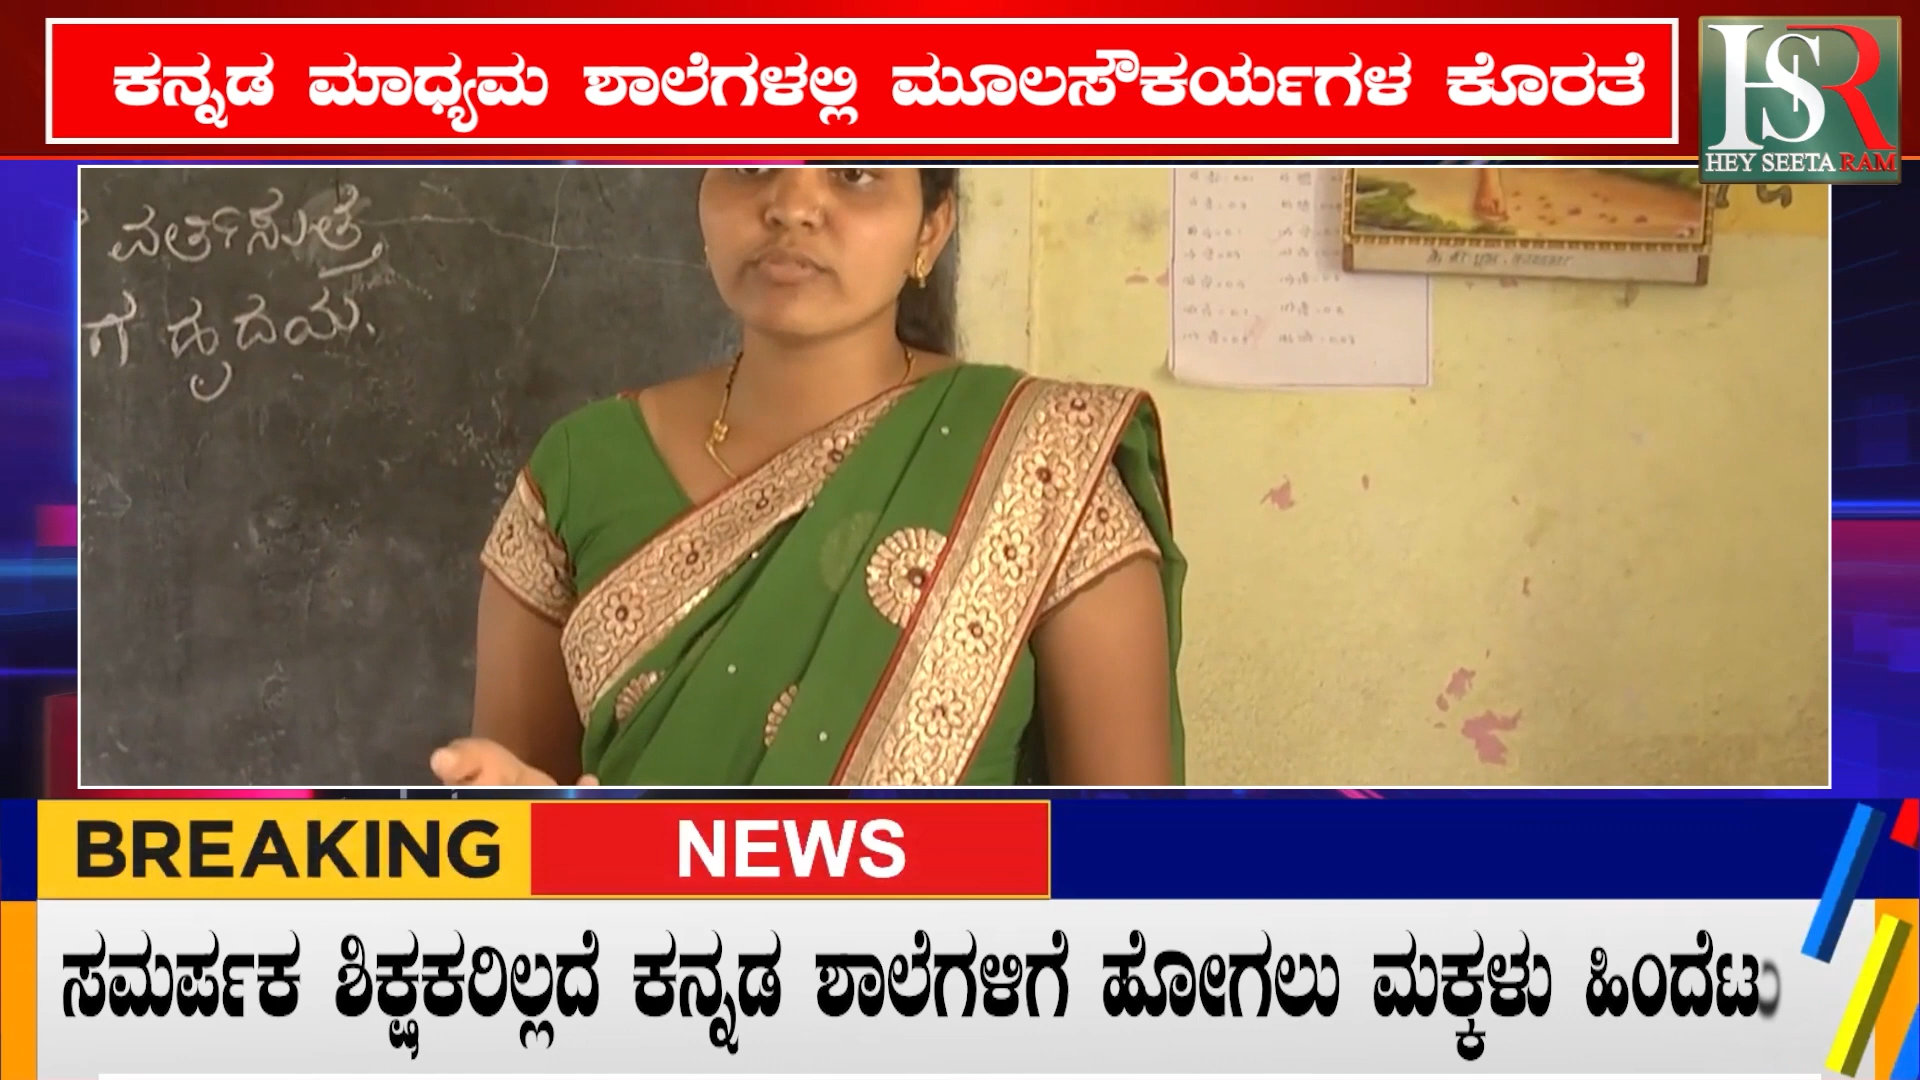 ಕನ್ನಡ ಮಾಧ್ಯಮ ಶಾಲೆಗಳಲ್ಲಿ ಮೂಲಸೌಕರ್ಯಗಳ ಕೊರತೆ
HSR
HEY SEETA RAM
ಹೃದಯ.
BREAKING NEWS
ಸಮರ್ಪಕ ಶಿಕ್ಷಕರಿಲ್ಲದೆ ಕನ್ನಡ ಶಾಲೆಗಳಿಗೆ ಹೋಗಲು ಮಕ್ಕಳು ಹಿಂದೆಟು